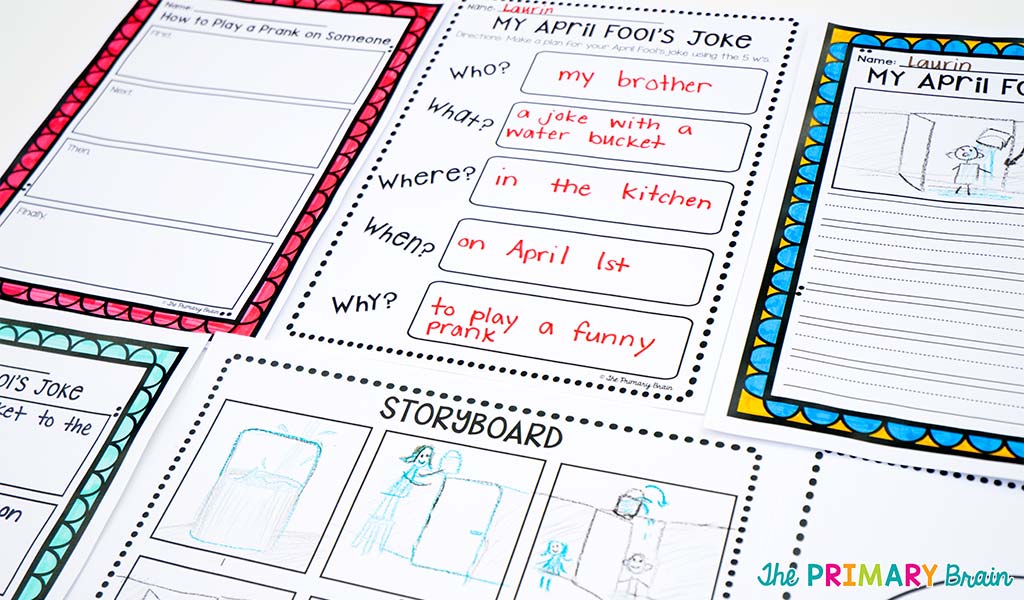 Name:
How to Play a Prank on Someone
First
Next
Then
Finally
© The Primary Brain
Name: Laurin
MY APRIL FOOL'S JOKE
Directions: Make a plan for your April Fool's joke using the 5 w's.
WHO?
my brother
What?
a joke with a
water bucket
Where?
in the kitchen
When?
on April 1st
WHY?
to play a funny
prank
© The Primary Brain
Name: Laurin
MY APRIL FO
OOL'S JOKE
ket to the
on
STORYBOARD
The PRIMARY Brain